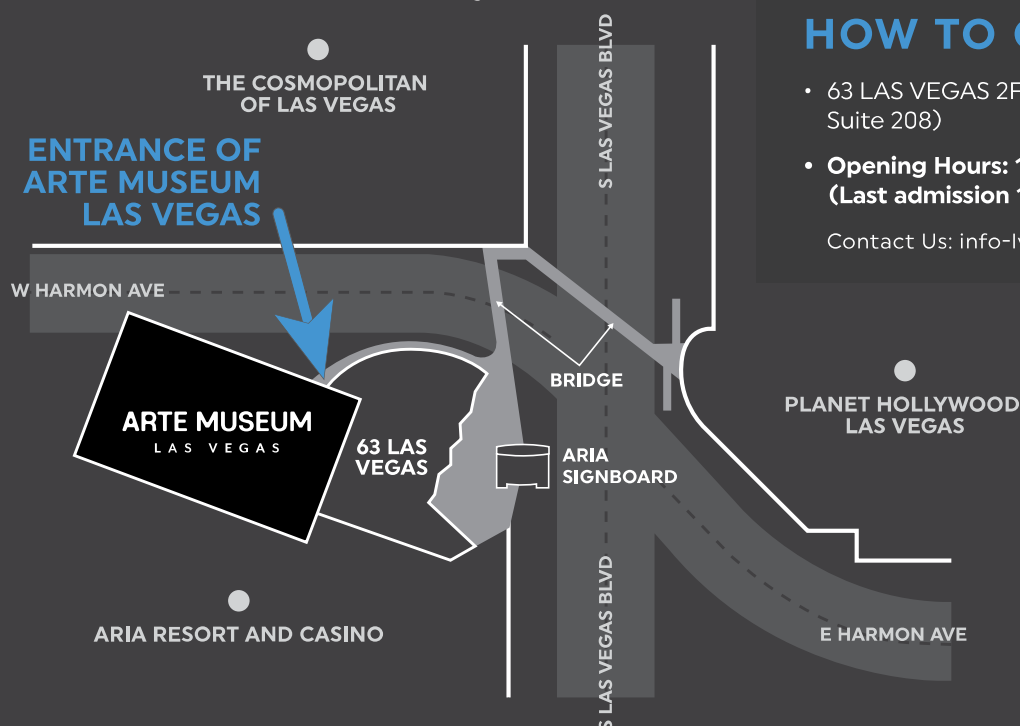 HOW TO
• 63 LAS VEGAS 2F
Suite 208)
• Opening Hours:
(Last admission
Contact Us:
THE COSMOPOLITAN
OF LAS VEGAS
ENTRANCE OF
ARTE MUSEUM
LAS VEGAS
S LAS VEGAS BLVD
W HARMON AVE
BRIDGE
PLANET HOLLYWOOD
LAS VEGAS
ARTE MUSEUM
LAS VEGAS
63 LAS
VEGAS
ARIA
SIGNBOARD
ARIA RESORT AND CASINO
S LAS VEGAS BLVD
E HARMON AVE